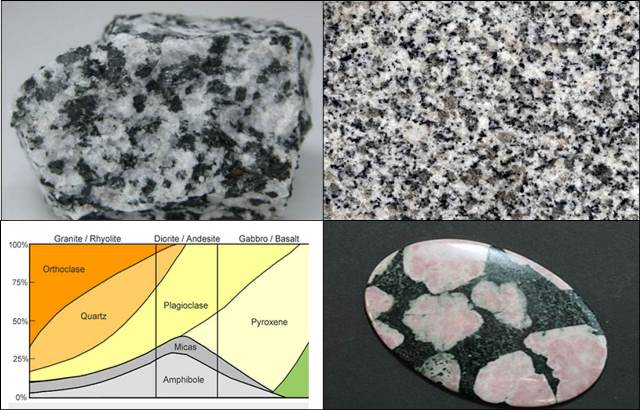 Granite / Rhyolite Diorite / Andesite Gabbro / Basalt
100%
Orthoclase
75%
Plagioclase
Quartz
Pyroxene
50%
Micas
25%
Amphibole
0%